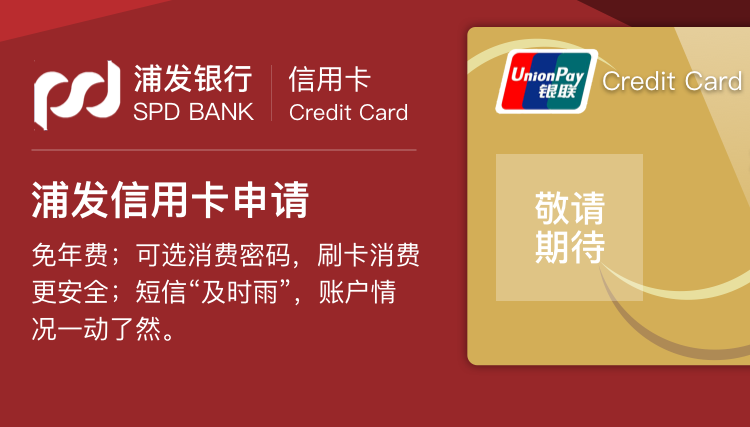 浦发银行
SPD BANK
信用卡
Credit Card
浦发信用卡申请
免年费；可选消费密码，刷卡消费
更安全；短信“及时雨”，账户情
况一动了然。
UnionPay
银联
Credit Card
敬请
期待